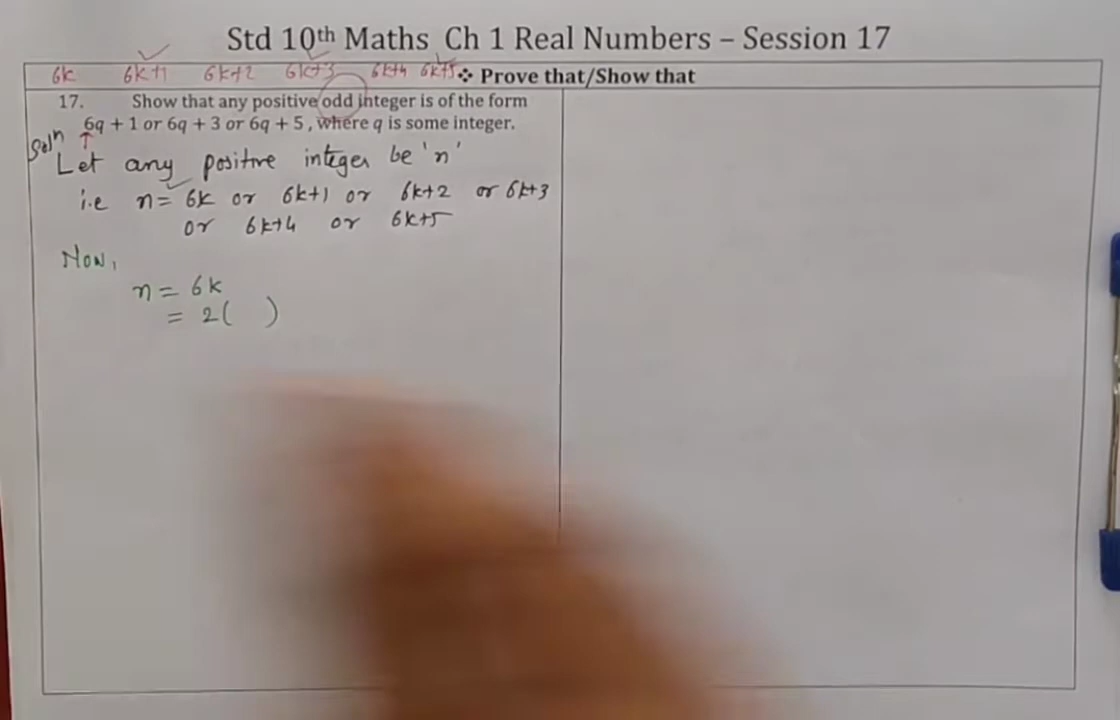 Std 10th Maths Ch 1 Real Numbers – Session 17
6k 6k+1 6k+2 6k+3 6k+4 6k+5 ❖ Prove that/Show that
17. Show that any positive odd integer is of the form
6q + 1 or 6q + 3 or 6q + 5 , where q is some integer.
Soln
Let any positive integer be 'n'
i.e n = 6k or 6k+1 or 6k+2 or 6k+3
or 6k+4 or 6k+5
Now,
n = 6k
= 2( )